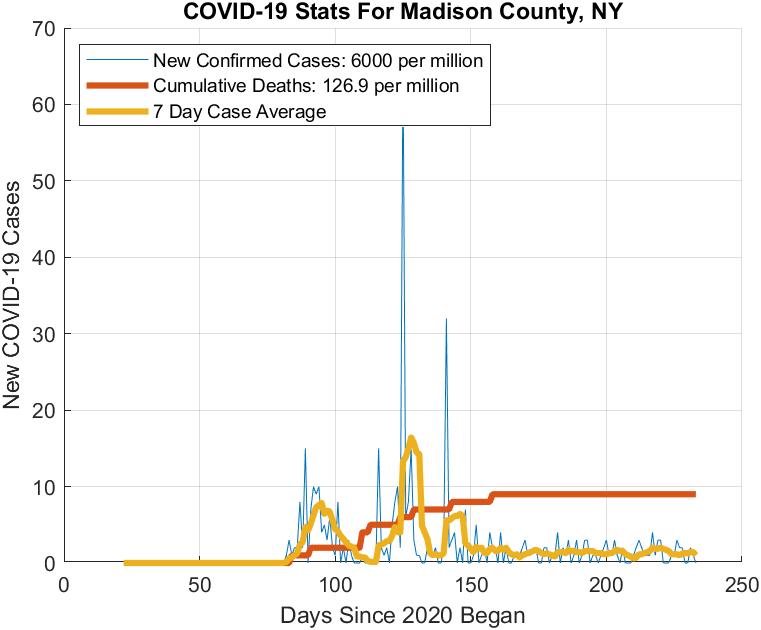 COVID-19 Stats For Madison County, NY
New Confirmed Cases: 6000 per million
Cumulative Deaths: 126.9 per million
7 Day Case Average
New COVID-19 Cases
70
60
50
40
30
20
10
0
0 50 100 150 200 250
Days Since 2020 Began